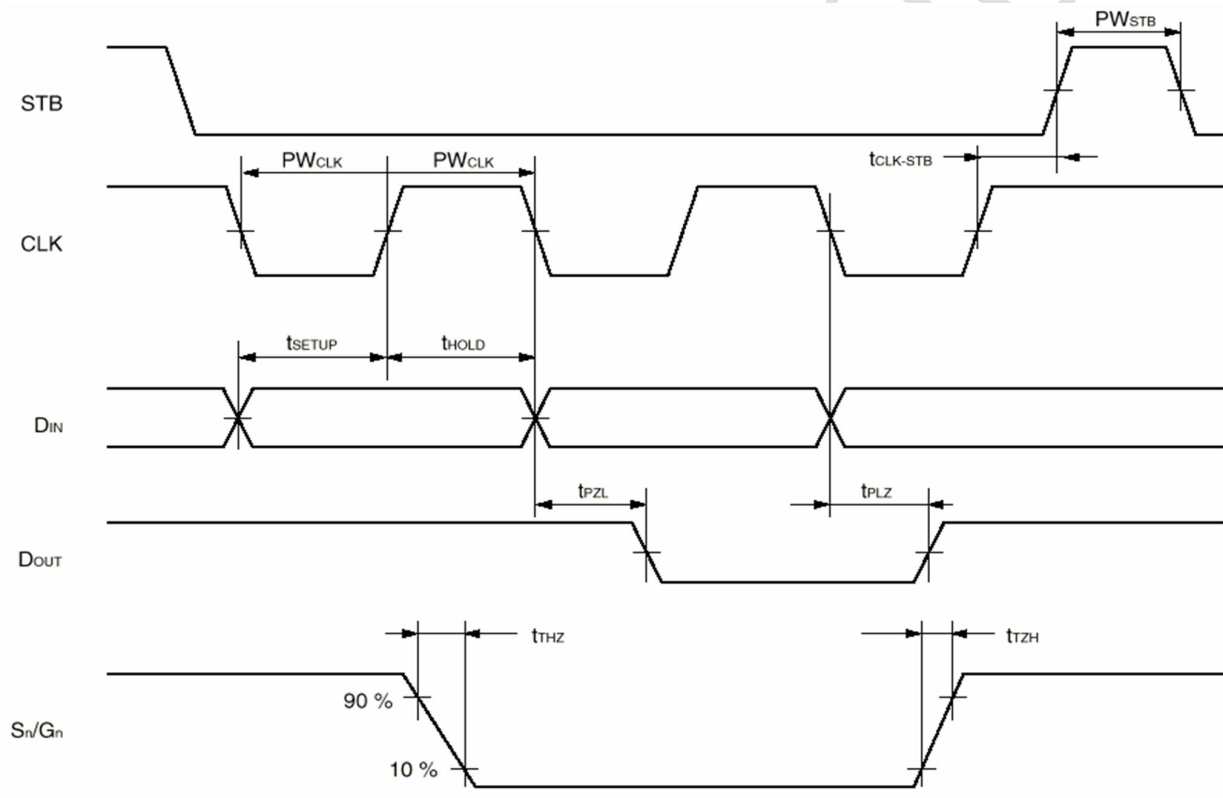 PWSTB
STB
tCLK-STB
PWCLK PWCLK
CLK
tSETUP tHOLD
DIN
tPZL tPLZ
DOUT
tTHZ tTZH
90 %
Sn/Gn
10 %